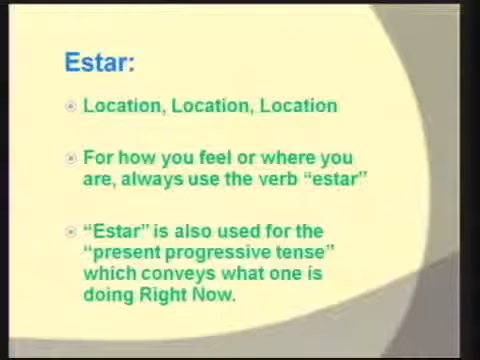 Estar:
Location, Location, Location
For how you feel or where you
are, always use the verb “estar”
“Estar” is also used for the
“present progressive tense”
which conveys what one is
doing Right Now.